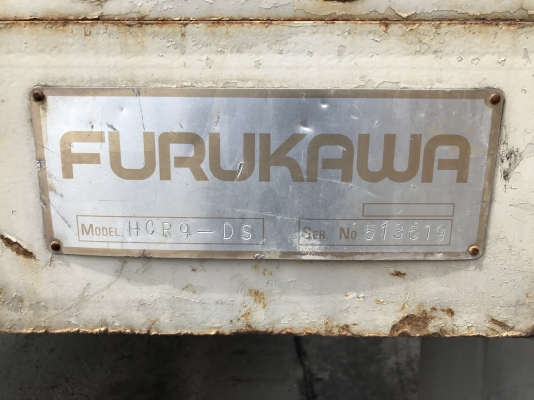 FURUKAWA
MODEL HCR9-DS SER NO 513619